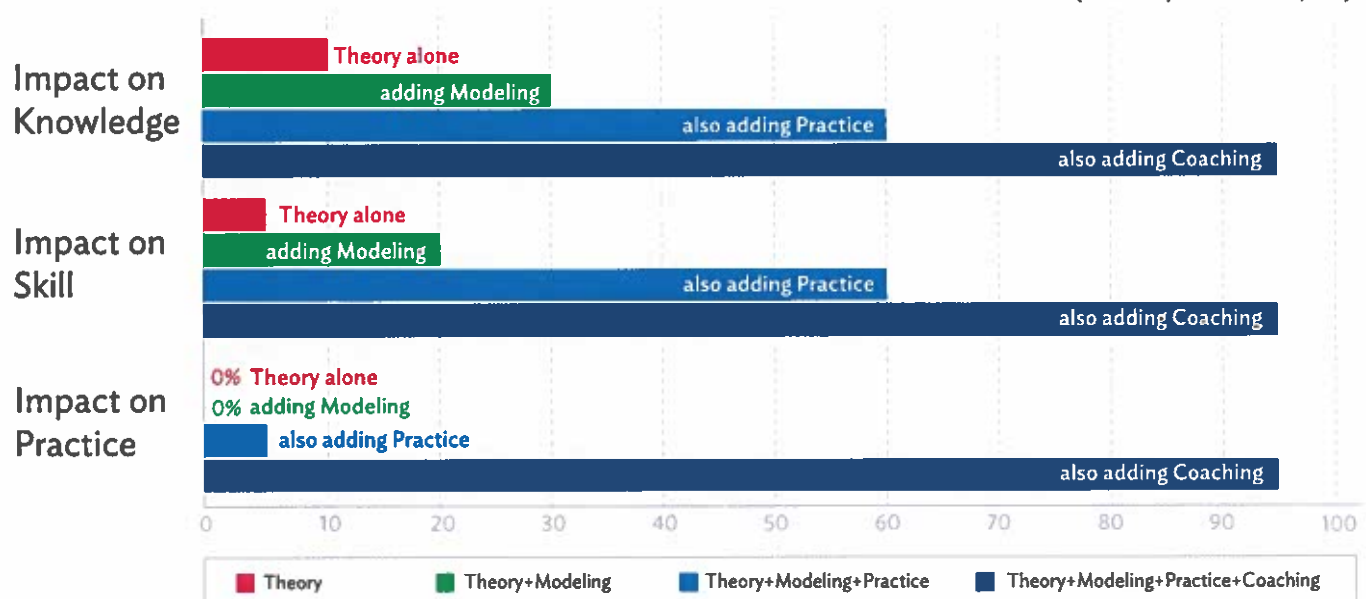 Impact on
Knowledge
Theory alone
adding Modeling
also adding Practice
also adding Coaching
Impact on
Skill
Theory alone
adding Modeling
also adding Practice
also adding Coaching
Impact on
Practice
0% Theory alone
0% adding Modeling
also adding Practice
also adding Coaching
0 10 20 30 40 50 60 70 80 90 100
Theory Theory+Modeling Theory+Modeling+Practice Theory+Modeling+Practice+Coaching